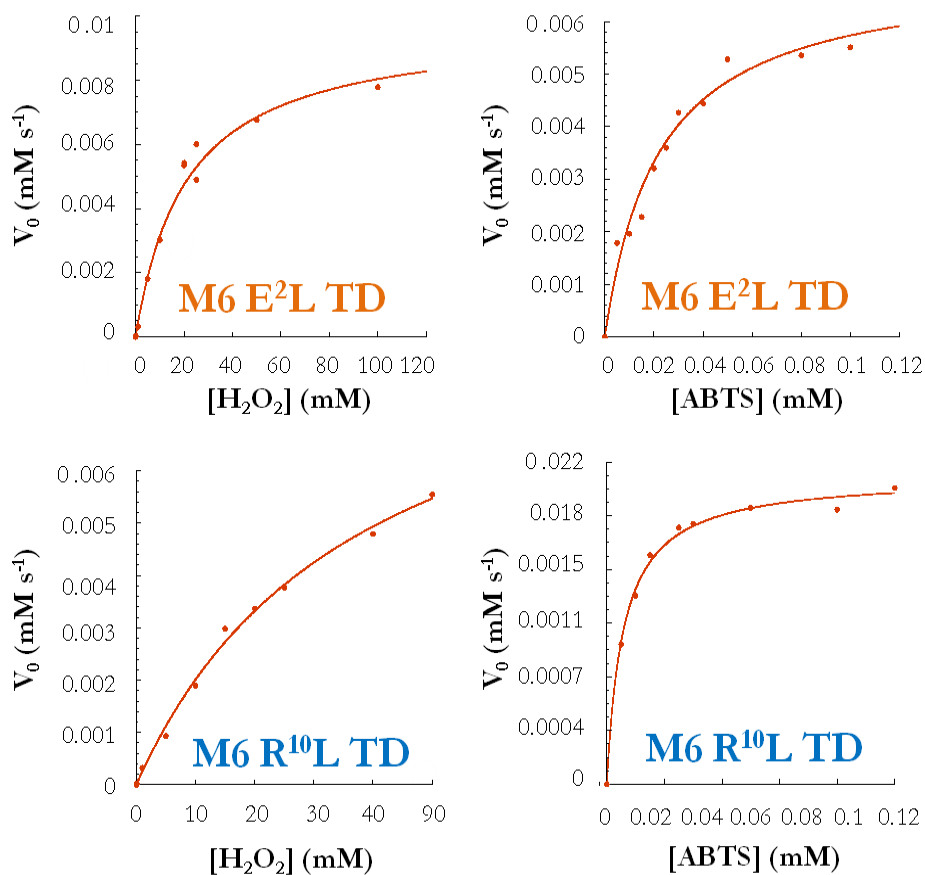 0.01
0.008
0.006
0.004
0.002
0
V₀ (mM s⁻¹)
0 20 40 60 80 100 120
[H₂O₂] (mM)
M6 E²L TD
0.006
0.005
0.004
0.003
0.002
0.001
0
V₀ (mM s⁻¹)
0 0.02 0.04 0.06 0.08 0.1 0.12
[ABTS] (mM)
M6 E²L TD
0.006
0.005
0.004
0.003
0.002
0.001
0
V₀ (mM s⁻¹)
0 10 20 30 40 90
[H₂O₂] (mM)
M6 R¹⁰L TD
0.022
0.018
0.0015
0.0011
0.0007
0.0004
0
V₀ (mM s⁻¹)
0 0.02 0.04 0.06 0.08 0.1 0.12
[ABTS] (mM)
M6 R¹⁰L TD